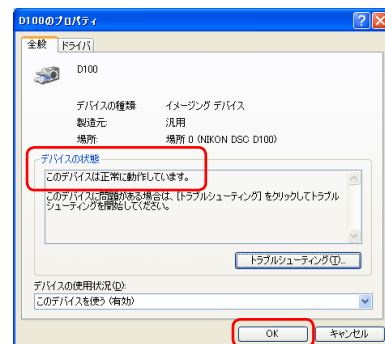 D100のプロパティ
全般 ドライバ
D100
デバイスの種類: イメージング デバイス
製造元: 汎用
場所: 場所 0 (NIKON DSC D100)
デバイスの状態
このデバイスは正常に動作しています。
このデバイスに問題がある場合は、[トラブルシューティング] をクリックしてトラブル
シューティングを開始してください。
トラブルシューティング(T)...
デバイスの使用状況(D):
このデバイスを使う (有効)
OK キャンセル